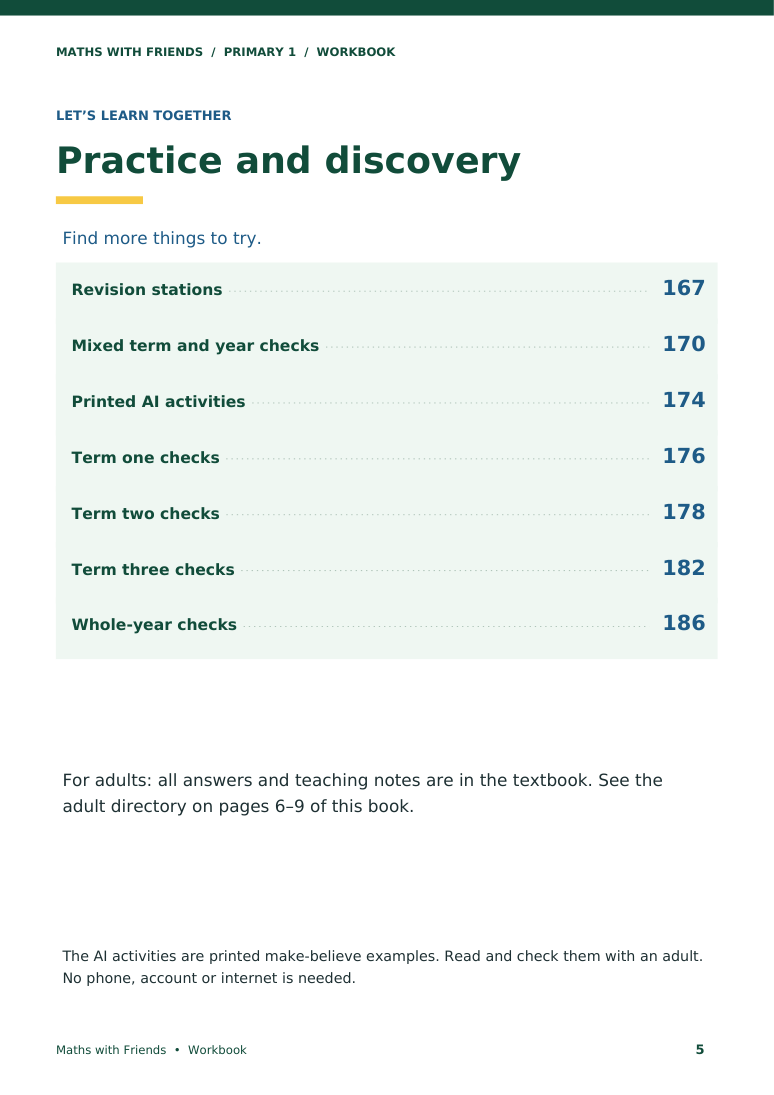 MATHS WITH FRIENDS / PRIMARY 1 / WORKBOOK
LET’S LEARN TOGETHER
Practice and discovery
Find more things to try.
Revision stations 167
Mixed term and year checks 170
Printed AI activities 174
Term one checks 176
Term two checks 178
Term three checks 182
Whole-year checks 186
For adults: all answers and teaching notes are in the textbook. See the
adult directory on pages 6–9 of this book.
The AI activities are printed make-believe examples. Read and check them with an adult.
No phone, account or internet is needed.
Maths with Friends • Workbook 5